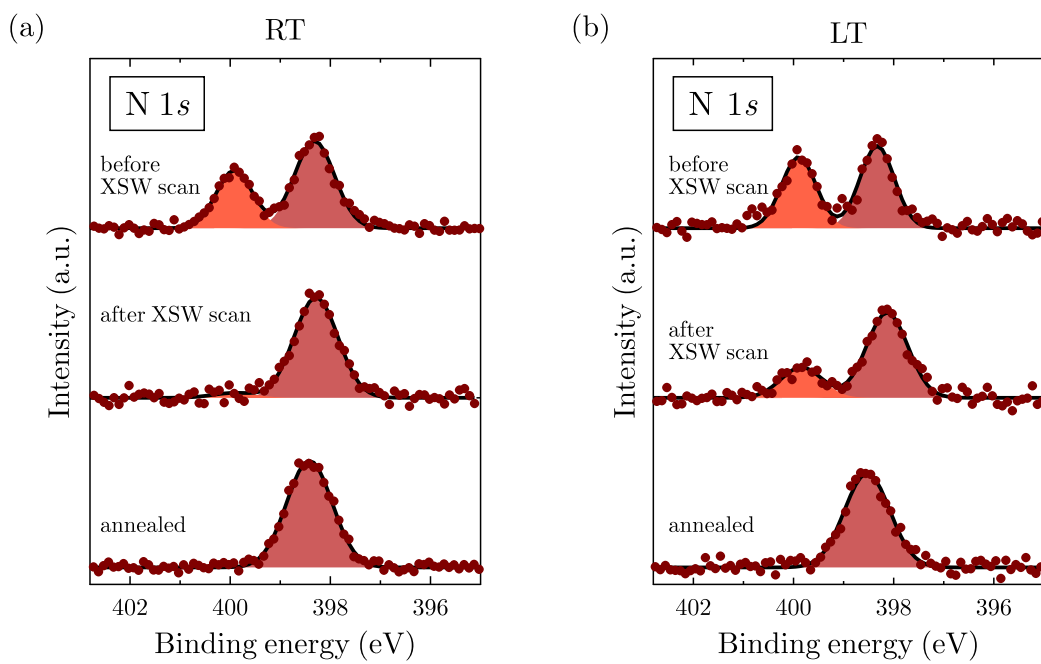 (a)
RT
N 1s
before
XSW scan
after XSW scan
annealed
Intensity (a.u.)
402
400
398
396
Binding energy (eV)
(b)
LT
N 1s
before
XSW scan
after
XSW scan
annealed
Intensity (a.u.)
402
400
398
396
Binding energy (eV)